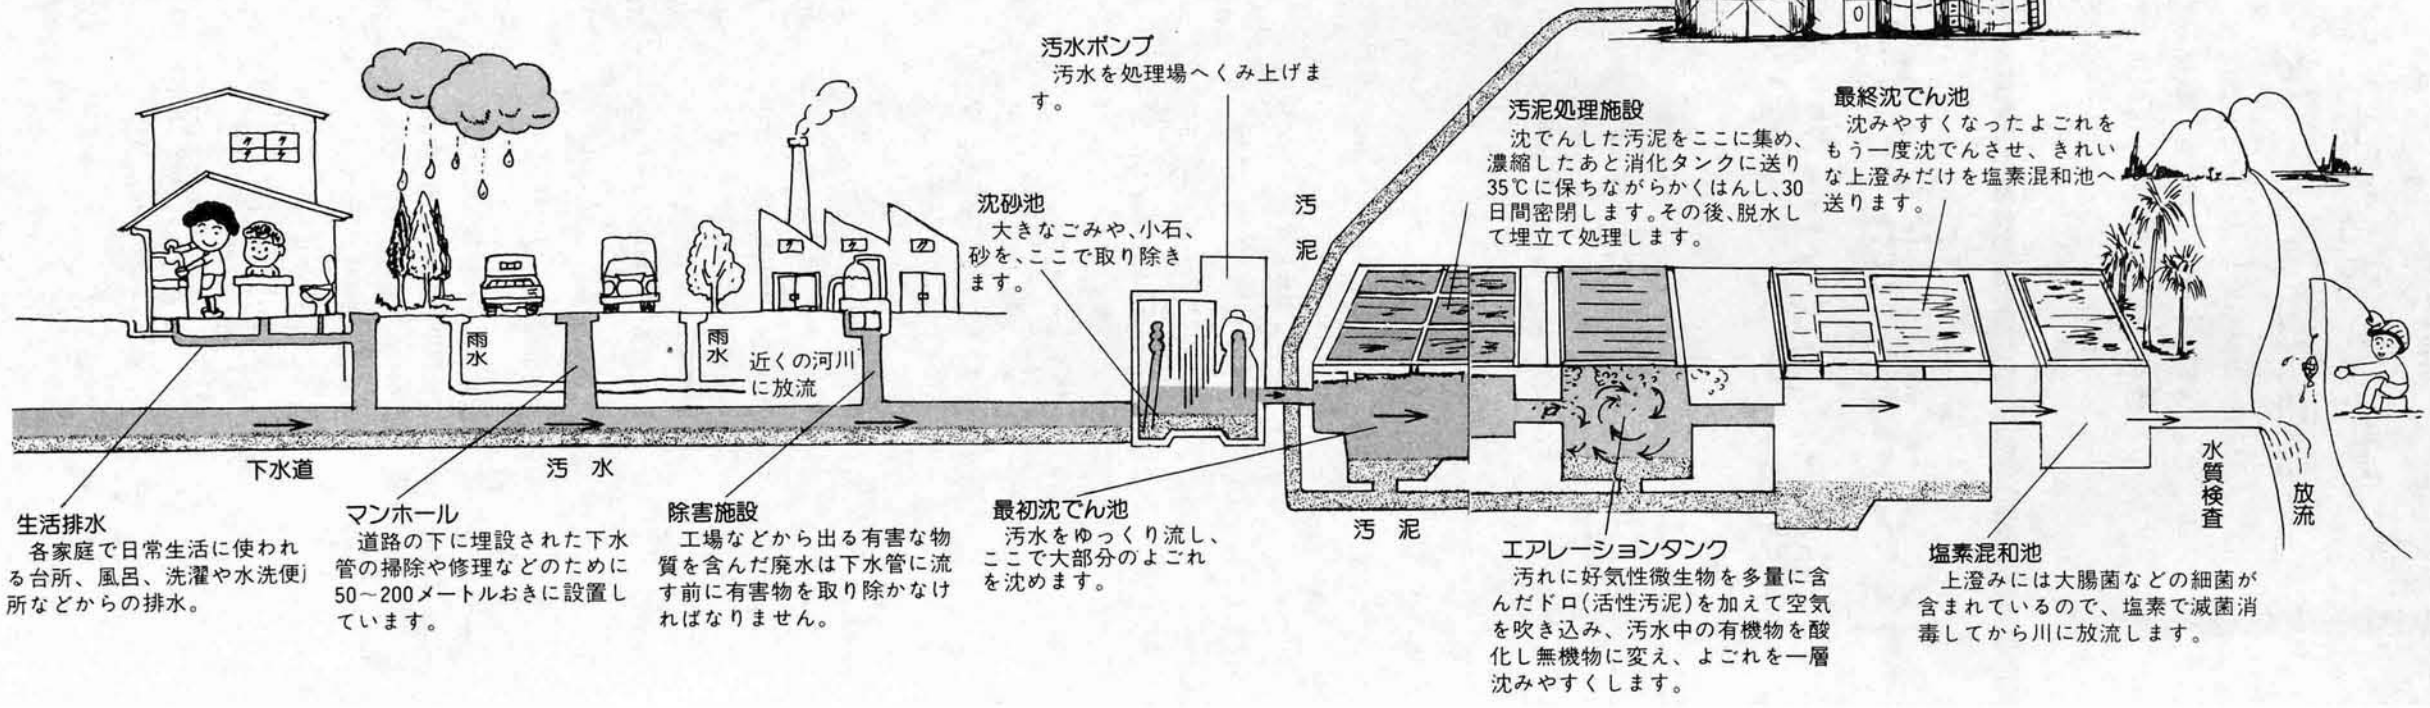 汚水ポンプ
汚水を処理場へくみ上げま
す。
沈砂池
大きなごみや、小石、
砂を、ここで取り除き
ます。
汚泥
汚泥処理施設
沈でんした汚泥をここに集め、
濃縮したあと消化タンクに送り
35℃に保ちながらかくはんし、30
日間密閉します。その後、脱水し
て埋立て処理します。
最終沈でん池
沈みやすくなったよごれを
もう一度沈でんさせ、きれい
な上澄みだけを塩素混和池へ
送ります。
雨水
雨水
近くの河川
に放流
下水道
汚水
汚泥
水質検査
放流
生活排水
各家庭で日常生活に使われ
る台所、風呂、洗濯や水洗便
所などからの排水。
マンホール
道路の下に埋設された下水
管の掃除や修理などのために
50〜200メートルおきに設置し
ています。
除害施設
工場などから出る有害な物
質を含んだ廃水は下水管に流
す前に有害物を取り除かなけ
ればなりません。
最初沈でん池
汚水をゆっくり流し、
ここで大部分のよごれ
を沈めます。
エアレーションタンク
汚れに好気性微生物を多量に含
んだドロ(活性汚泥)を加えて空気
を吹き込み、汚水中の有機物を酸
化し無機物に変え、よごれを一層
沈みやすくします。
塩素混和池
上澄みには大腸菌などの細菌が
含まれているので、塩素で減菌消
毒してから川に放流します。